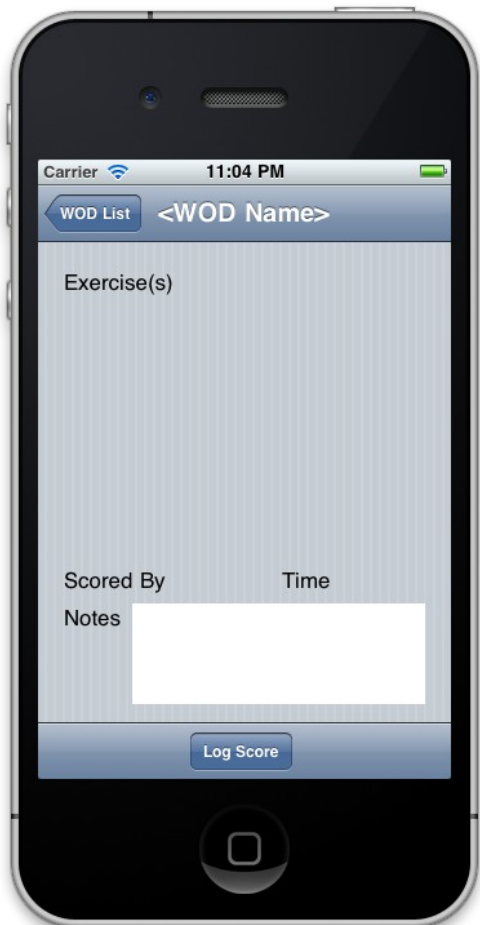 Carrier 11:04 PM
WOD List <WOD Name>
Exercise(s)
Scored By Time
Notes
Log Score